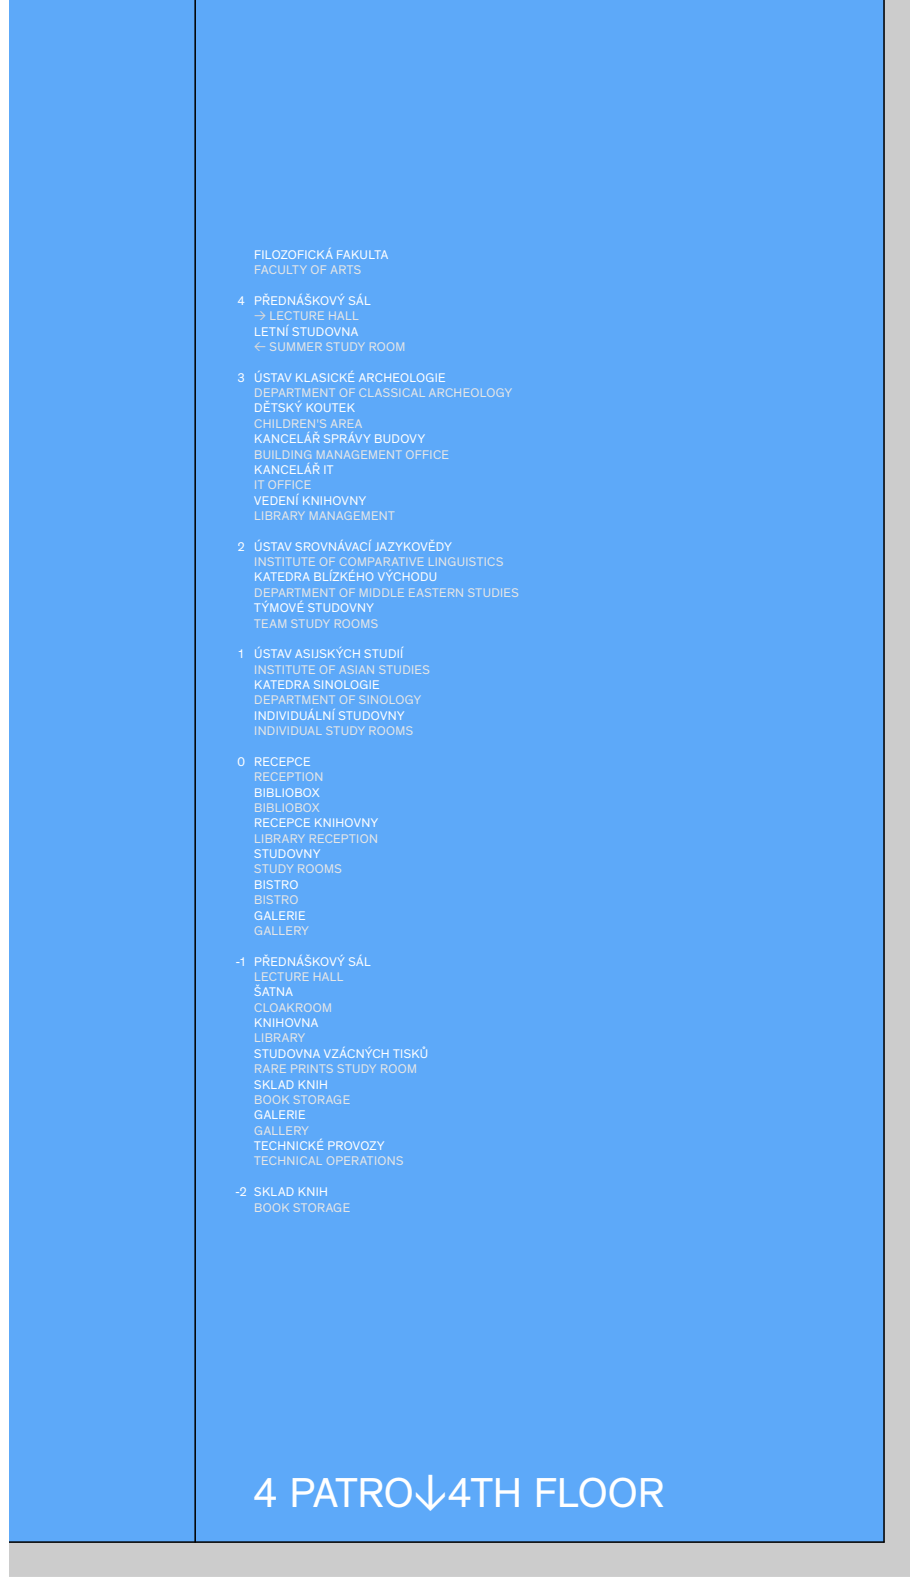 FILOZOFICKÁ FAKULTA
FACULTY OF ARTS
4 PŘEDNÁŠKOVÝ SÁL
→ LECTURE HALL
LETNÍ STUDOVNA
← SUMMER STUDY ROOM
3 ÚSTAV KLASICKÉ ARCHEOLOGIE
DEPARTMENT OF CLASSICAL ARCHEOLOGY
DĚTSKÝ KOUTEK
CHILDREN'S AREA
KANCELÁŘ SPRÁVY BUDOVY
BUILDING MANAGEMENT OFFICE
KANCELÁŘ IT
IT OFFICE
VEDENÍ KNIHOVNY
LIBRARY MANAGEMENT
2 ÚSTAV SROVNÁVACÍ JAZYKOVĚDY
INSTITUTE OF COMPARATIVE LINGUISTICS
KATEDRA BLÍZKÉHO VÝCHODU
DEPARTMENT OF MIDDLE EASTERN STUDIES
TÝMOVÉ STUDOVNY
TEAM STUDY ROOMS
1 ÚSTAV ASIJSKÝCH STUDIÍ
INSTITUTE OF ASIAN STUDIES
KATEDRA SINOLOGIE
DEPARTMENT OF SINOLOGY
INDIVIDUÁLNÍ STUDOVNY
INDIVIDUAL STUDY ROOMS
0 RECEPCE
RECEPTION
BIBLIOBOX
BIBLIOBOX
RECEPCE KNIHOVNY
LIBRARY RECEPTION
STUDOVNY
STUDY ROOMS
BISTRO
BISTRO
GALERIE
GALLERY
-1 PŘEDNÁŠKOVÝ SÁL
LECTURE HALL
ŠATNA
CLOAKROOM
KNIHOVNA
LIBRARY
STUDOVNA VZÁCNÝCH TISKŮ
RARE PRINTS STUDY ROOM
SKLAD KNIH
BOOK STORAGE
GALERIE
GALLERY
TECHNICKÉ PROVOZY
TECHNICAL OPERATIONS
-2 SKLAD KNIH
BOOK STORAGE
4 PATRO↓4TH FLOOR